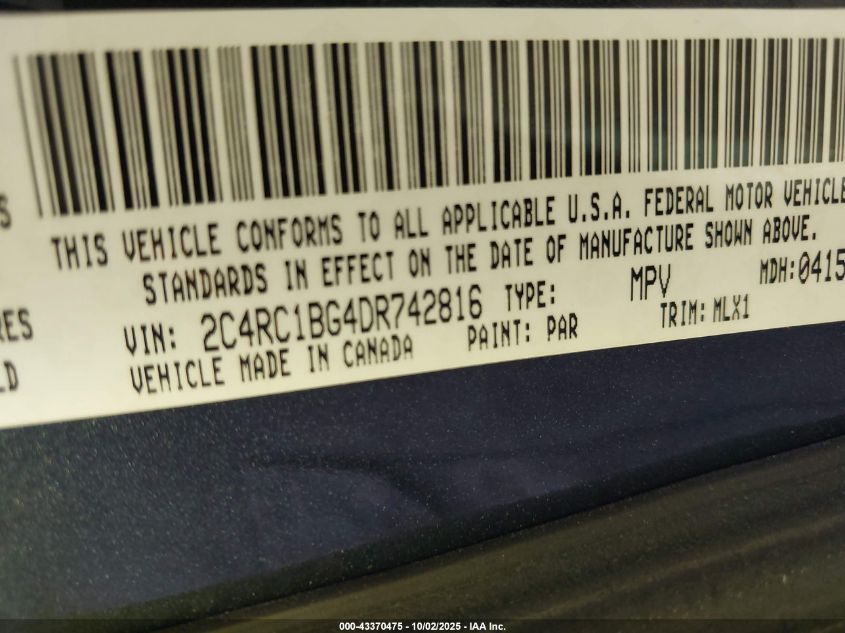 THIS VEHICLE CONFORMS TO ALL APPLICABLE U.S.A. FEDERAL MOTOR VEHICLE
STANDARDS IN EFFECT ON THE DATE OF MANUFACTURE SHOWN ABOVE.
VIN: 2C4RC1BG4DR742816 TYPE: MPV MDH:0415
VEHICLE MADE IN CANADA PAINT: PAR TRIM: MLX1
000-43370475 - 10/02/2025 - IAA Inc.